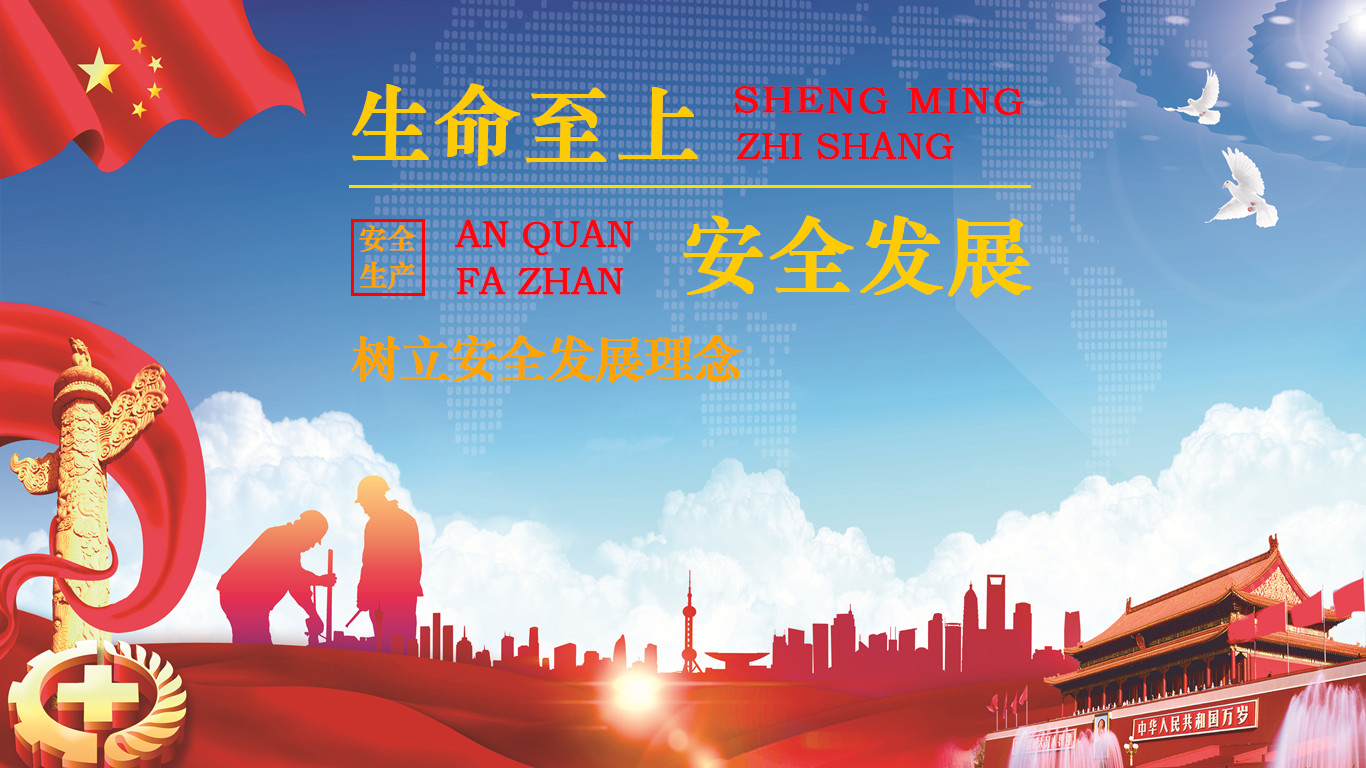 生命至上
SHENG MING
ZHI SHANG
安全
生产
AN QUAN
FA ZHAN
安全发展
树立安全发展理念
中华人民共和国万岁